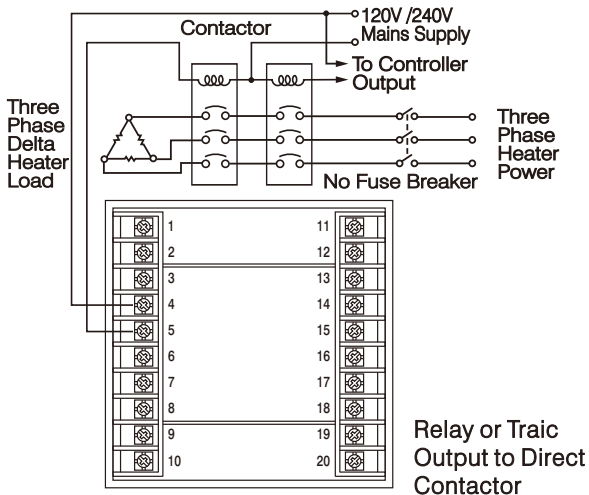 120V /240V
Mains Supply
Contactor
To Controller
Output
Three
Phase
Delta
Heater
Load
Three
Phase
Heater
Power
No Fuse Breaker
1
2
3
4
5
6
7
8
9
10
11
12
13
14
15
16
17
18
19
20
Relay or Traic
Output to Direct
Contactor